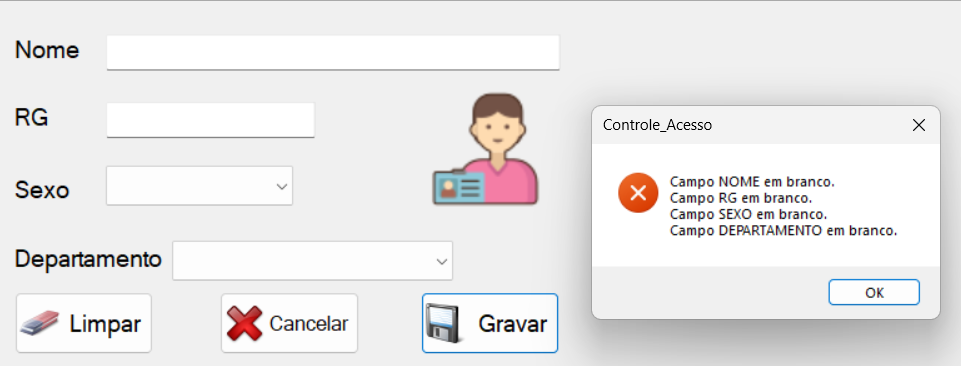 Nome
RG
Sexo
Departamento
Limpar
Cancelar
Gravar
Controle_Acesso
Campo NOME em branco.
Campo RG em branco.
Campo SEXO em branco.
Campo DEPARTAMENTO em branco.
OK